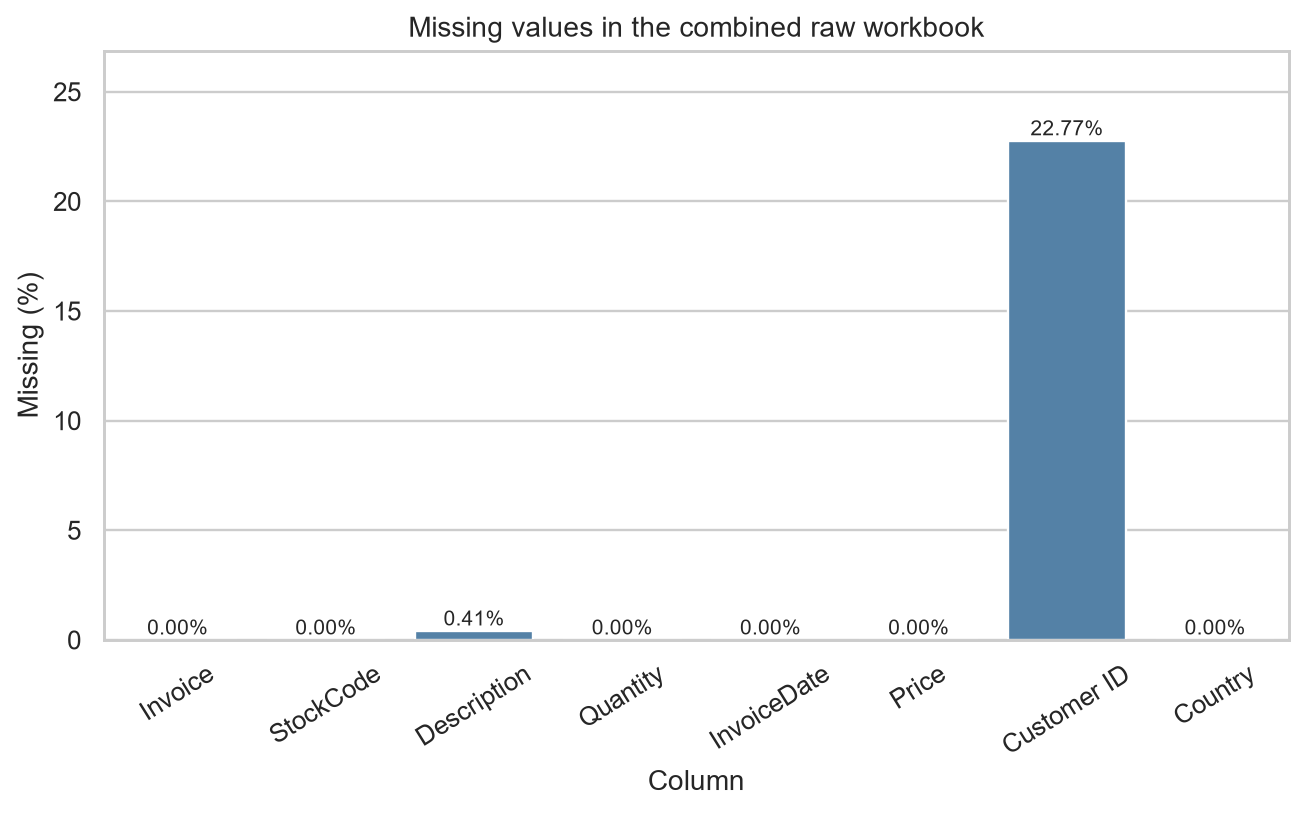 Missing values in the combined raw workbook
Missing (%)
25
20
15
10
5
0
0.00%
0.00%
0.41%
0.00%
0.00%
0.00%
22.77%
0.00%
Invoice
StockCode
Description
Quantity
InvoiceDate
Price
Customer ID
Country
Column